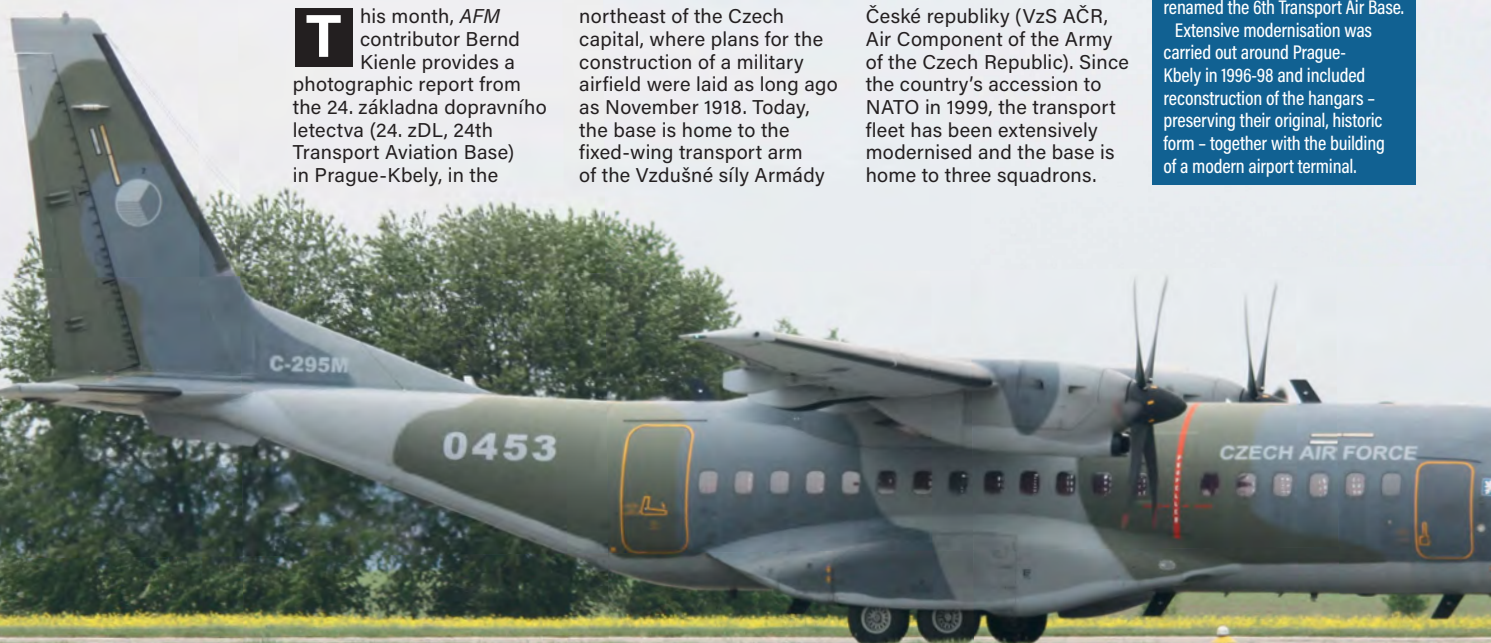 This month, AFM
contributor Bernd
Kienle provides a
photographic report from
the 24. základna dopravního
letectva (24. zDL, 24th
Transport Aviation Base)
in Prague-Kbely, in the
northeast of the Czech
capital, where plans for the
construction of a military
airfield were laid as long ago
as November 1918. Today,
the base is home to the
fixed-wing transport arm
of the Vzdušné síly Armády
České republiky (VzS AČR,
Air Component of the Army
of the Czech Republic). Since
the country's accession to
NATO in 1999, the transport
fleet has been extensively
modernised and the base is
home to three squadrons.
renamed the 6th Transport Air Base.
Extensive modernisation was
carried out around Prague-
Kbely in 1996-98 and included
reconstruction of the hangars –
preserving their original, historic
form – together with the building
of a modern airport terminal.
C-295M
0453
CZECH AIR FORCE
PROPELLER